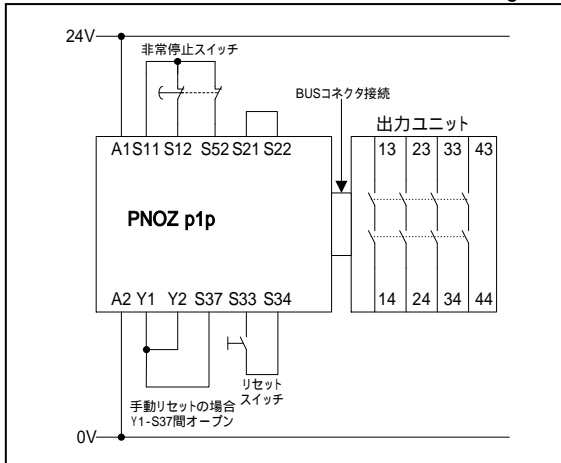 24V
非常停止スイッチ
BUSコネクタ接続
出力ユニット
A1 S11 S12 S52 S21 S22
13 23 33 43
PNOZ p1p
A2 Y1 Y2 S37 S33 S34
14 24 34 44
リセット
スイッチ
手動リセットの場合
Y1-S37間オープン
0V